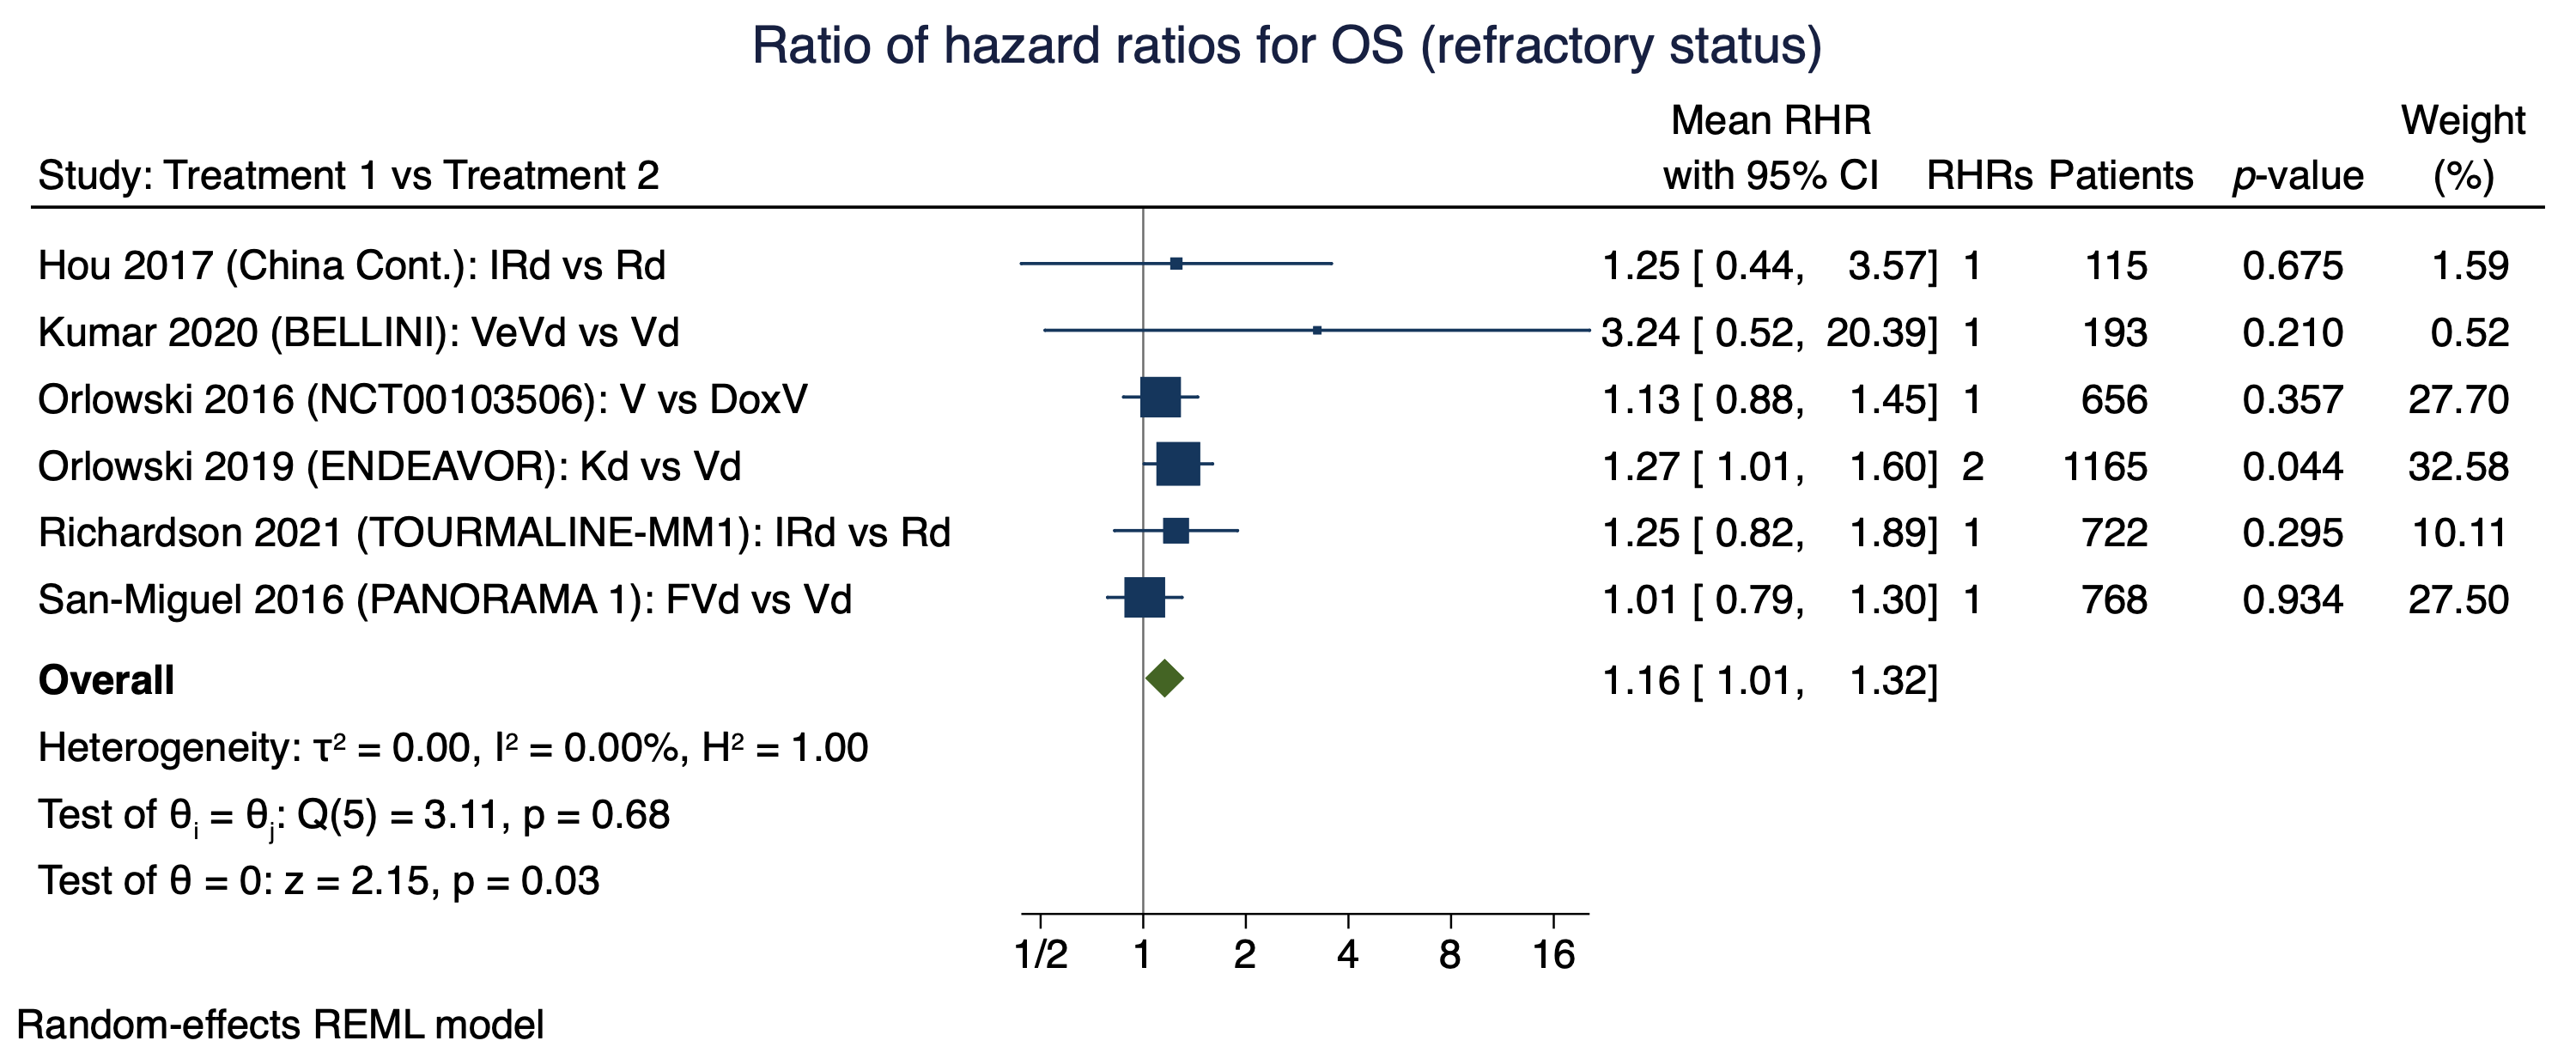 Ratio of hazard ratios for OS (refractory status)
Mean RHR Weight
Study: Treatment 1 vs Treatment 2 with 95% CI RHRs Patients p-value (%)
Hou 2017 (China Cont.): IRd vs Rd 1.25 [ 0.44, 3.57] 1 115 0.675 1.59
Kumar 2020 (BELLINI): VeVd vs Vd 3.24 [ 0.52, 20.39] 1 193 0.210 0.52
Orlowski 2016 (NCT00103506): V vs DoxV 1.13 [ 0.88, 1.45] 1 656 0.357 27.70
Orlowski 2019 (ENDEAVOR): Kd vs Vd 1.27 [ 1.01, 1.60] 2 1165 0.044 32.58
Richardson 2021 (TOURMALINE-MM1): IRd vs Rd 1.25 [ 0.82, 1.89] 1 722 0.295 10.11
San-Miguel 2016 (PANORAMA 1): FVd vs Vd 1.01 [ 0.79, 1.30] 1 768 0.934 27.50
Overall 1.16 [ 1.01, 1.32]
Heterogeneity: τ² = 0.00, I² = 0.00%, H² = 1.00
Test of θᵢ = θⱼ: Q(5) = 3.11, p = 0.68
Test of θ = 0: z = 2.15, p = 0.03
1/2 1 2 4 8 16
Random-effects REML model